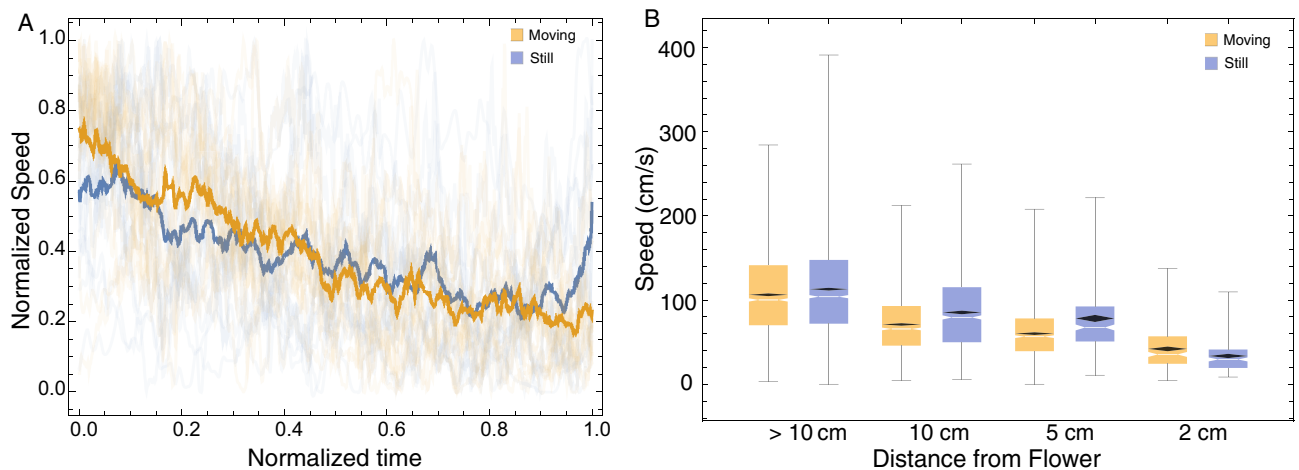 A
Normalized Speed
1.0
0.8
0.6
0.4
0.2
0.0
Moving
Still
0.0 0.2 0.4 0.6 0.8 1.0
Normalized time
B
Speed (cm/s)
400
300
200
100
0
Moving
Still
> 10 cm 10 cm 5 cm 2 cm
Distance from Flower